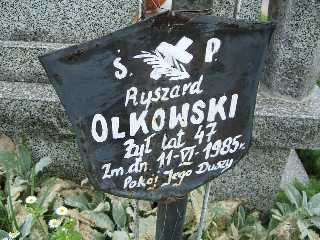 Ś. P.
Ryszard
OLKOWSKI
Żył lat 47
Zm. dn. 11-VI-1985r.
Pokój Jego Duszy